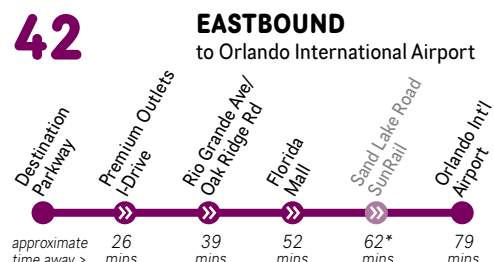 42
EASTBOUND
to Orlando International Airport
Destination
Parkway
Premium Outlets
I-Drive
Rio Grande Ave/
Oak Ridge Rd
Florida
Mall
Sand Lake Road
SunRail
Orlando Int'l
Airport
approximate
time away >
26
mins
39
mins
52
mins
62*
mins
79
mins